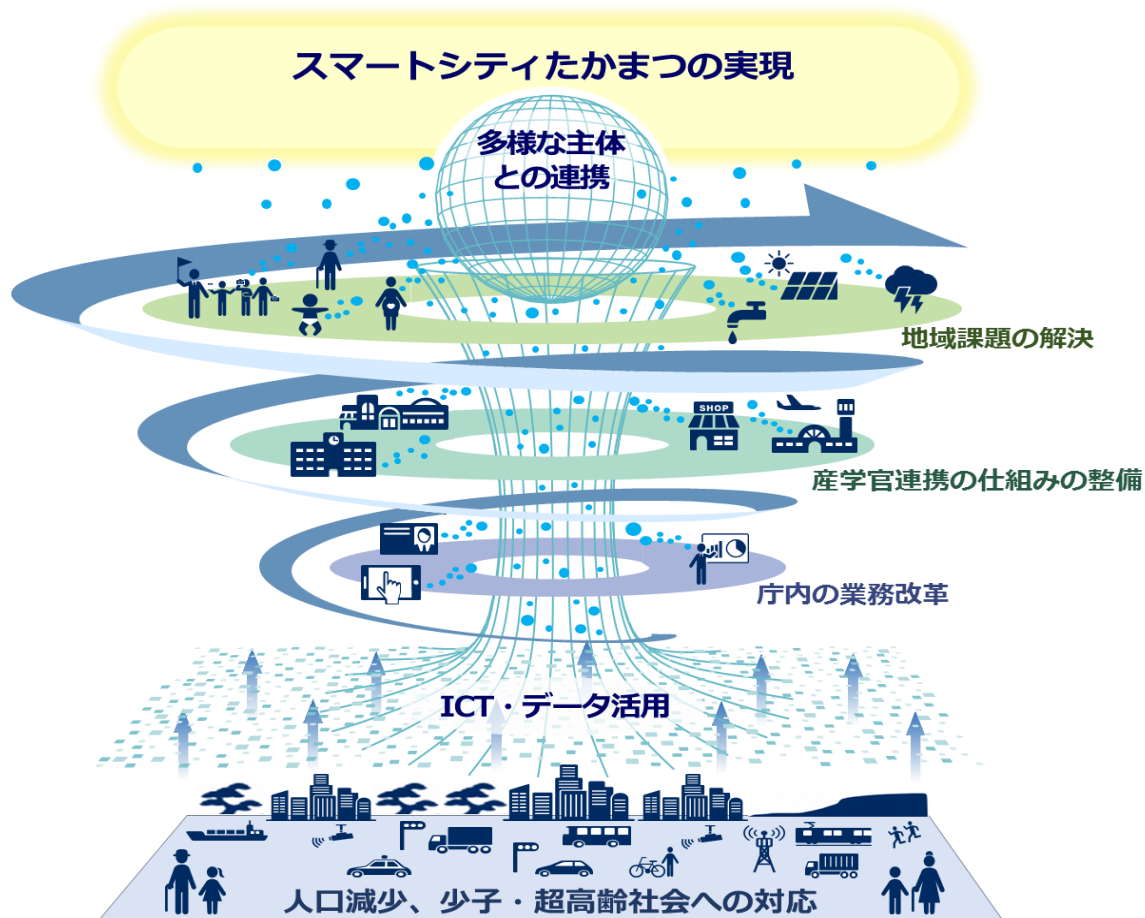 スマートシティたかまつの実現
多様な主体
との連携
地域課題の解決
SHOP
産学官連携の仕組みの整備
庁内の業務改革
ICT・データ活用
人口減少、少子・超高齢社会への対応